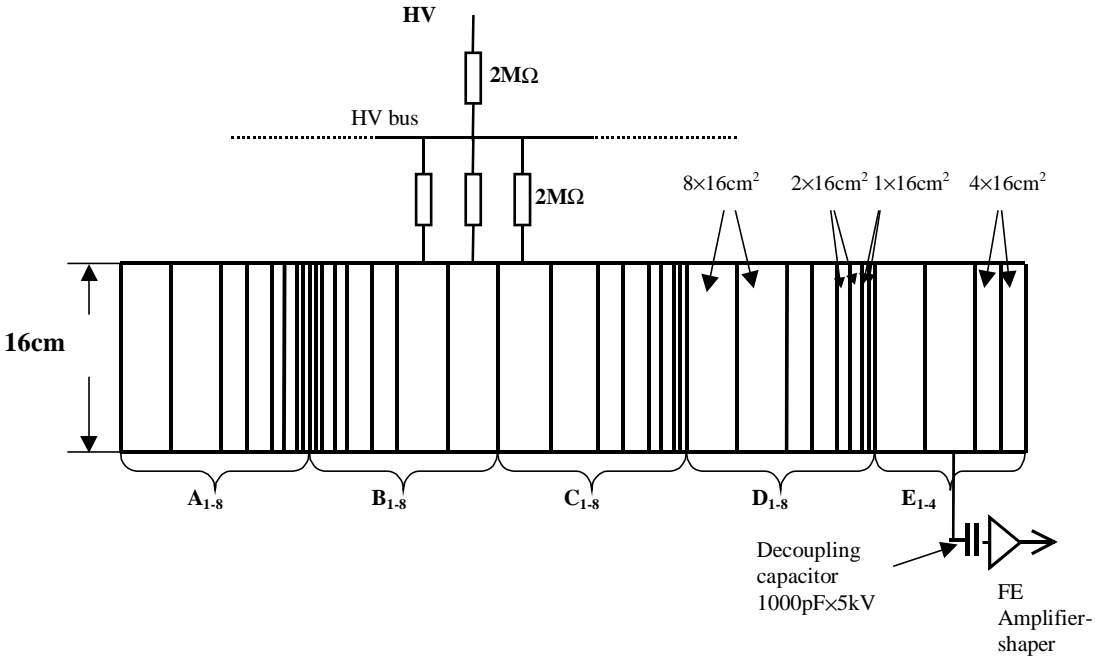 HV
2MΩ
HV bus
2MΩ
8×16cm²
2×16cm²
1×16cm²
4×16cm²
16cm
A₁₋₈
B₁₋₈
C₁₋₈
D₁₋₈
E₁₋₄
Decoupling
capacitor
1000pF×5kV
FE
Amplifier-
shaper